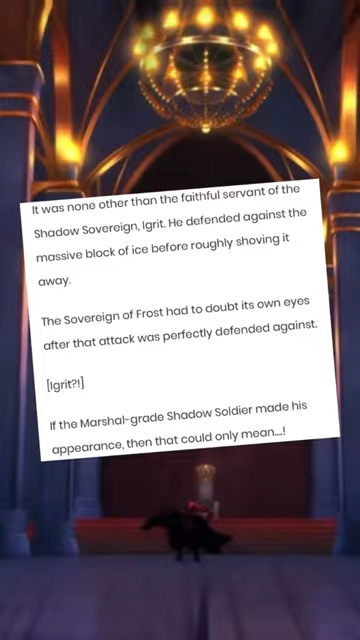 It was none other than the faithful servant of the
Shadow Sovereign, Igrit. He defended against the
massive block of ice before roughly shoving it
away.
The Sovereign of Frost had to doubt its own eyes
after that attack was perfectly defended against.
[Igrit?!]
If the Marshal-grade Shadow Soldier made his
appearance, then that could only mean....!